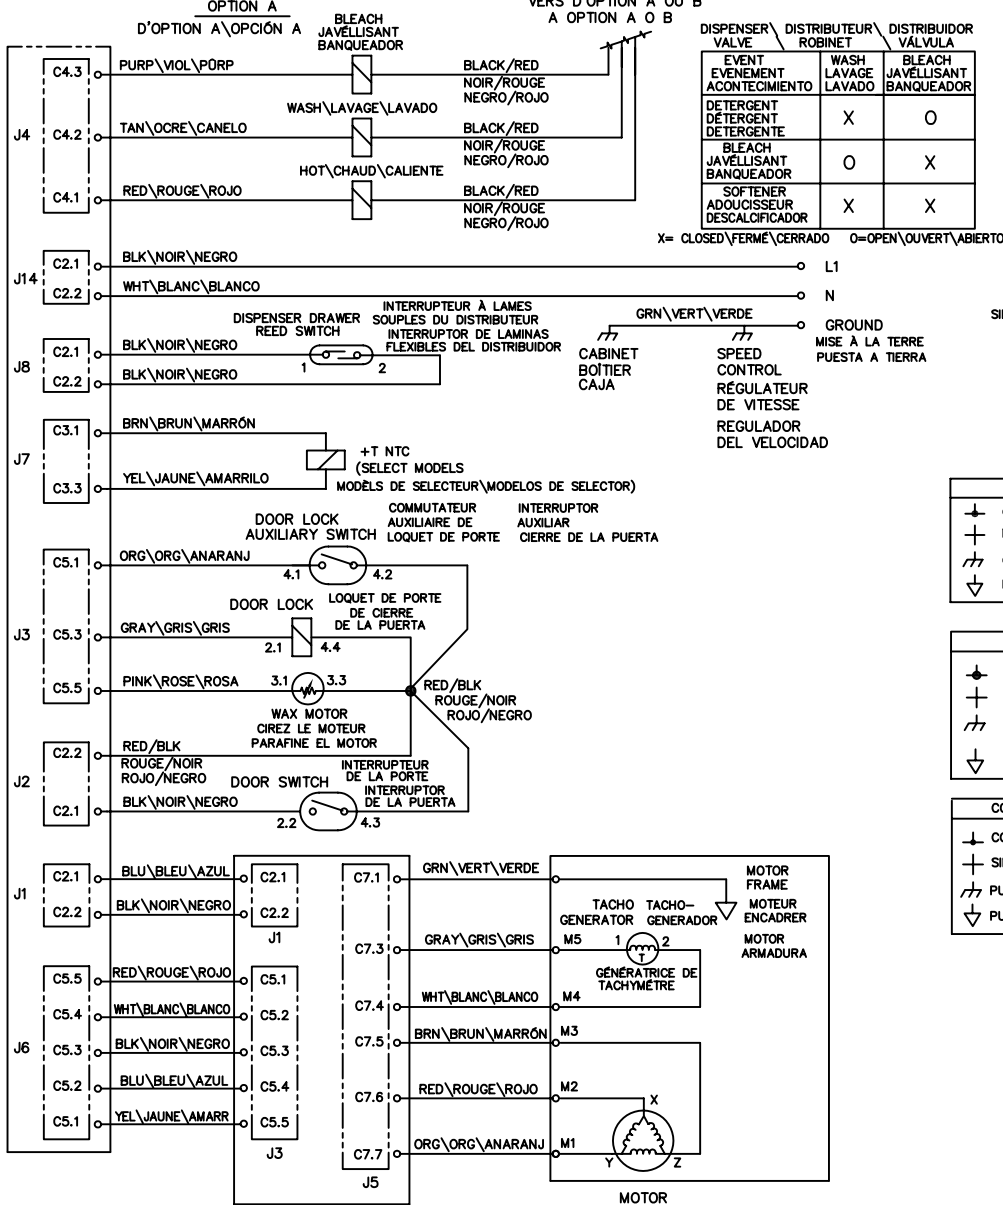 OPTION A
D'OPTION A\OPCIÓN A
VERS D'OPTION A OU B
A OPTION A O B
BLEACH
JAVÉLLISANT
BANQUEADOR
C4.3
PURP/VIOL/PÚRP
BLACK/RED
NOIR/ROUGE
NEGRO/ROJO
J4
WASH\LAVAGE\LAVADO
C4.2
TAN\OCRE\CANELO
BLACK/RED
NOIR/ROUGE
NEGRO/ROJO
HOT\CHAUD\CALIENTE
C4.1
RED\ROUGE\ROJO
BLACK/RED
NOIR/ROUGE
NEGRO/ROJO
DISPENSER\ DISTRIBUTEUR\ DISTRIBUIDOR
VALVE ROBINET VÁLVULA
EVENT
EVENEMENT
ACONTECIMIENTO
WASH
LAVAGE
LAVADO
BLEACH
JAVÉLLISANT
BANQUEADOR
DETERGENT
DÉTERGENT
DETERGENTE
X O
BLEACH
JAVÉLLISANT
BANQUEADOR
O X
SOFTENER
ADOUCISSEUR
DESCALCIFICADOR
X X
X= CLOSED\FERMÉ\CERRADO O=OPEN\OUVERT\ABIERTO
J14
C2.1
BLK\NOIR\NEGRO
L1
C2.2
WHT\BLANC\BLANCO
N
GRN\VERT\VERDE
GROUND
MISE À LA TERRE
PUESTA A TIERRA
SI
CABINET
BOÎTIER
CAJA
SPEED
CONTROL
RÉGULATEUR
DE VITESSE
REGULADOR
DEL VELOCIDAD
DISPENSER DRAWER
REED SWITCH
INTERRUPTEUR À LAMES
SOUPLES DU DISTRIBUTEUR
INTERRUPTOR DE LAMINAS
FLEXIBLES DEL DISTRIBUIDOR
J8
C2.1
BLK\NOIR\NEGRO
1 2
C2.2
BLK\NOIR\NEGRO
J7
C3.1
BRN\BRUN\MARRÓN
+T NTC
(SELECT MODELS
MODÈLS DE SELECTEUR\MODELOS DE SELECTOR)
C3.3
YEL\JAUNE\AMARRILO
DOOR LOCK
AUXILIARY SWITCH
COMMUTATEUR
AUXILIAIRE DE
LOQUET DE PORTE
INTERRUPTOR
AUXILIAR
CIERRE DE LA PUERTA
J3
C5.1
ORG\ORG\ANARANJ
4.1 4.2
DOOR LOCK
LOQUET DE PORTE
DE CIERRE
DE LA PUERTA
C5.3
GRAY\GRIS\GRIS
2.1 4.4
C5.5
PINK\ROSE\ROSA
3.1 3.3
RED/BLK
ROUGE/NOIR
ROJO/NEGRO
WAX MOTOR
CIREZ LE MOTEUR
PARAFINE EL MOTOR
J2
C2.2
RED/BLK
ROUGE/NOIR
ROJO/NEGRO
DOOR SWITCH
INTERRUPTEUR
DE LA PORTE
INTERRUPTOR
DE LA PUERTA
C2.1
BLK\NOIR\NEGRO
2.2 4.3
CO
CO
SI
PU
PU
J1
C2.1
BLU\BLEU\AZUL
C2.1
C2.2
BLK\NOIR\NEGRO
C2.2
J1
J6
C5.5
RED\ROUGE\ROJO
C5.1
C5.4
WHT\BLANC\BLANCO
C5.2
C5.3
BLK\NOIR\NEGRO
C5.3
C5.2
BLU\BLEU\AZUL
C5.4
C5.1
YEL\JAUNE\AMARR
C5.5
J3
C7.1
GRN\VERT\VERDE
MOTOR
FRAME
MOTEUR
ENCADRER
MOTOR
ARMADURA
TACHO TACHO-
GENERATOR GENERADOR
C7.3
GRAY\GRIS\GRIS
M5
1 2
T
GÉNÉRATRICE DE
TACHYMÉTRE
C7.4
WHT\BLANC\BLANCO
M4
C7.5
BRN\BRUN\MARRÓN
M3
C7.6
RED\ROUGE\ROJO
M2
X
C7.7
ORG\ORG\ANARANJ
M1
Y Z
J5
MOTOR